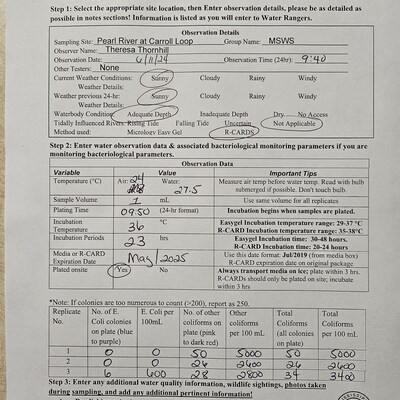 Step 1: Select the appropriate site location, then Enter observation details, please be as detailed as
possible in notes sections! Information is listed as you will enter to Water Rangers.
Observation Details
Sampling Site: Pearl River at Carroll Loop Group Name: MSWS
Observer Name: Theresa Thornhill
Observation Date: 6/11/24 Observation Time (24hr): 9:40
Other Testers: None
Current Weather Conditions: Sunny Cloudy Rainy Windy
Weather Details:
Weather previous 24-hr: Sunny Cloudy Rainy Windy
Weather Details:
Waterbody Condition: Adequate Depth Inadequate Depth Dry No Access
Tidally Influenced Rivers: Rising Tide Falling Tide Uncertain Not Applicable
Method used: Micrology Easy Gel R-CARDS
Step 2: Enter water observation data & associated bacteriological monitoring parameters if you are
monitoring bacteriological parameters.
Observation Data
Variable Value Important Tips
Temperature (°C) Air: 24 Water: 27.5 Measure air temp before water temp. Read with bulb submerged if possible. Don't touch bulb.
Sample Volume 1 mL Use same volume for all replicates
Plating Time 0950 (24-hr format) Incubation begins when samples are plated.
Incubation Temperature 36 °C Easygel Incubation temperature range: 29-37 °C
R-CARD Incubation temperature range: 35-38°C
Incubation Periods 23 hrs Easygel Incubation time: 30-48 hours.
R-CARD Incubation time: 20-24 hours
Media or R-CARD Expiration Date May/2025 Use this date format: Jul/2019 (from media box)
R-CARD expiration date on original package.
Plated onsite Yes No Always transport media on ice; plate within 3 hrs.
R-CARDS should only be plated on site; incubate within 3 hrs.
*Note: If colonies are too numerous to count (>200), report as 250.
Replicate No. No. of E. Coli colonies on plate (blue to purple) E. Coli per 100mL No. of other coliforms on plate (pink to dark red) Other coliforms per 100 mL Total Coliforms (all colonies on plate) Total Coliforms per 100 mL
1 0 0 50 5000 50 5000
2 0 0 26 2600 26 2600
3 6 600 28 2800 34 3400
Step 3: Enter any additional water quality information, wildlife sightings, photos taken
during sampling, and add any additional pertinent information!